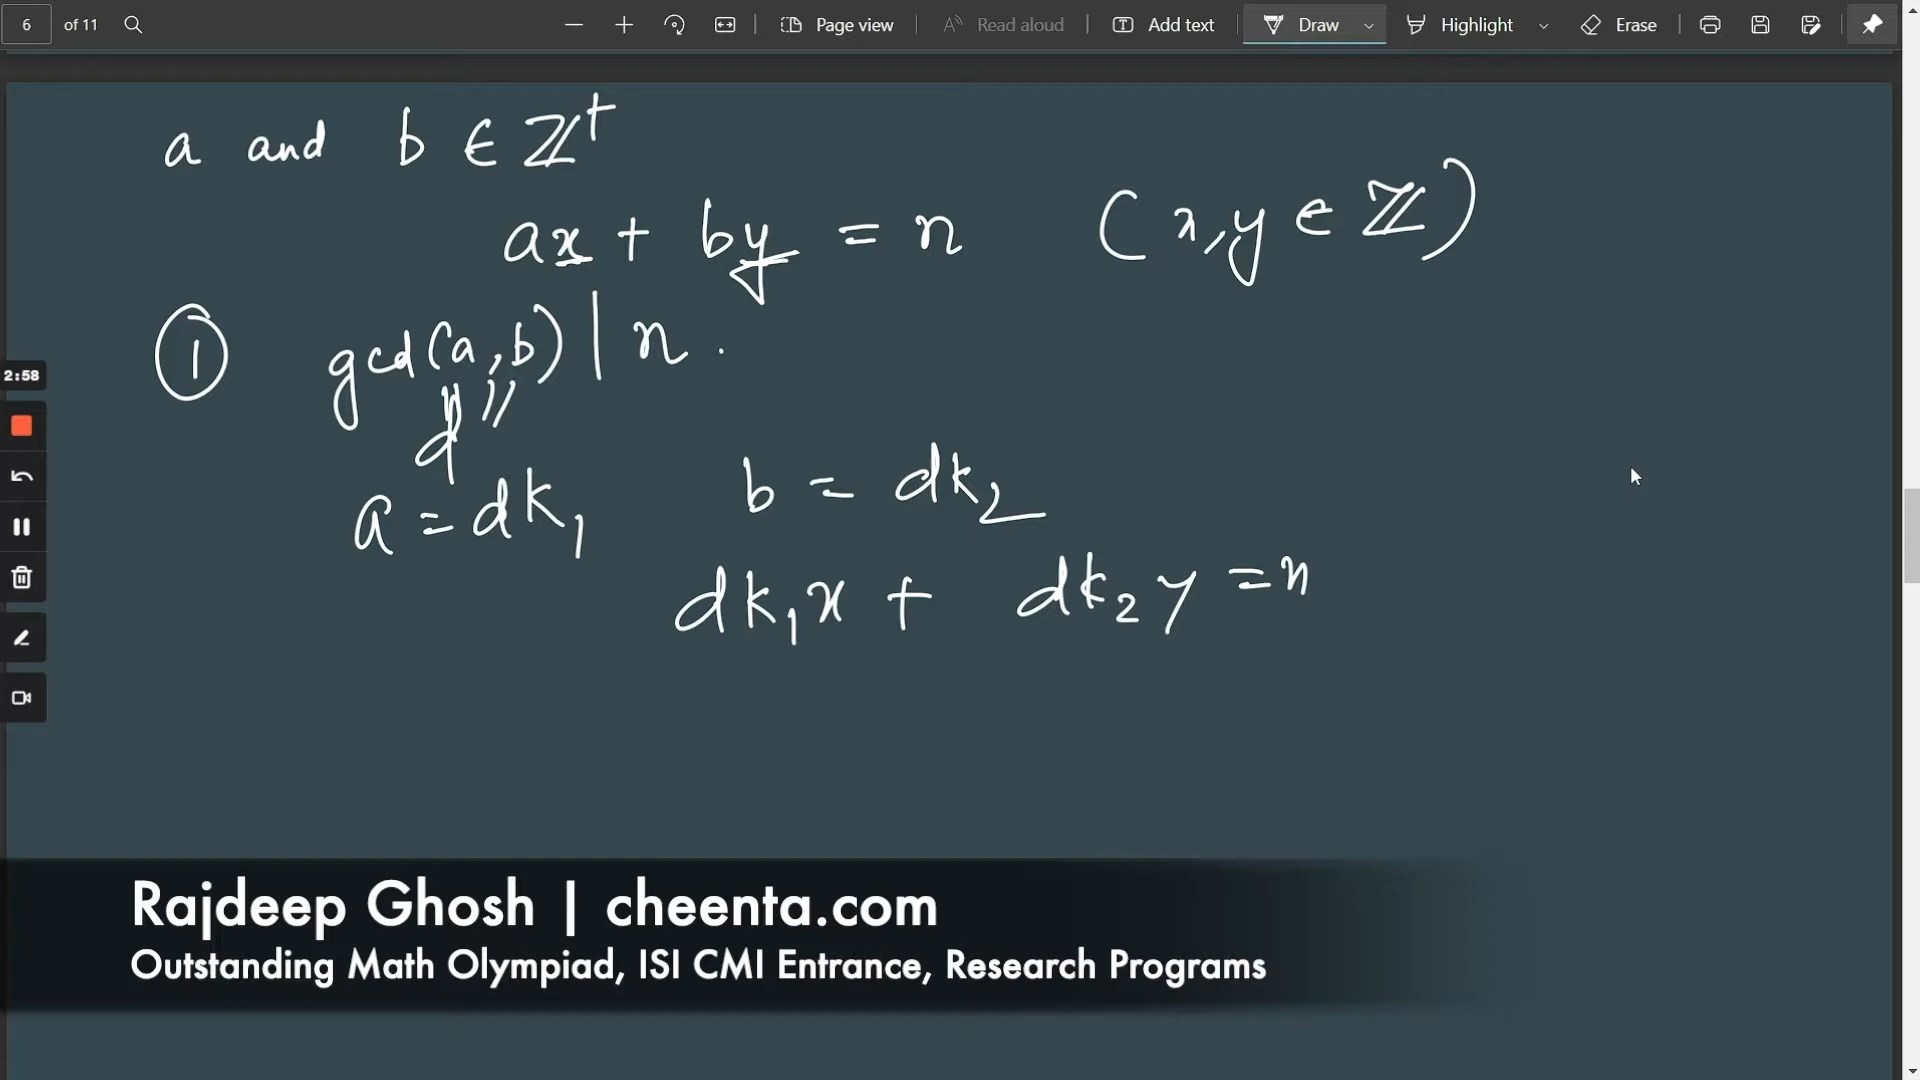 6 of 11 Page view Read aloud Add text Draw Highlight Erase
a and b ∈ ℤ⁺
ax + by = n (x,y ∈ ℤ)
① gcd(a,b) | n.
d
a = dk₁ b = dk₂
dk₁x + dk₂y = n
2:58
Rajdeep Ghosh | cheenta.com
Outstanding Math Olympiad, ISI CMI Entrance, Research Programs